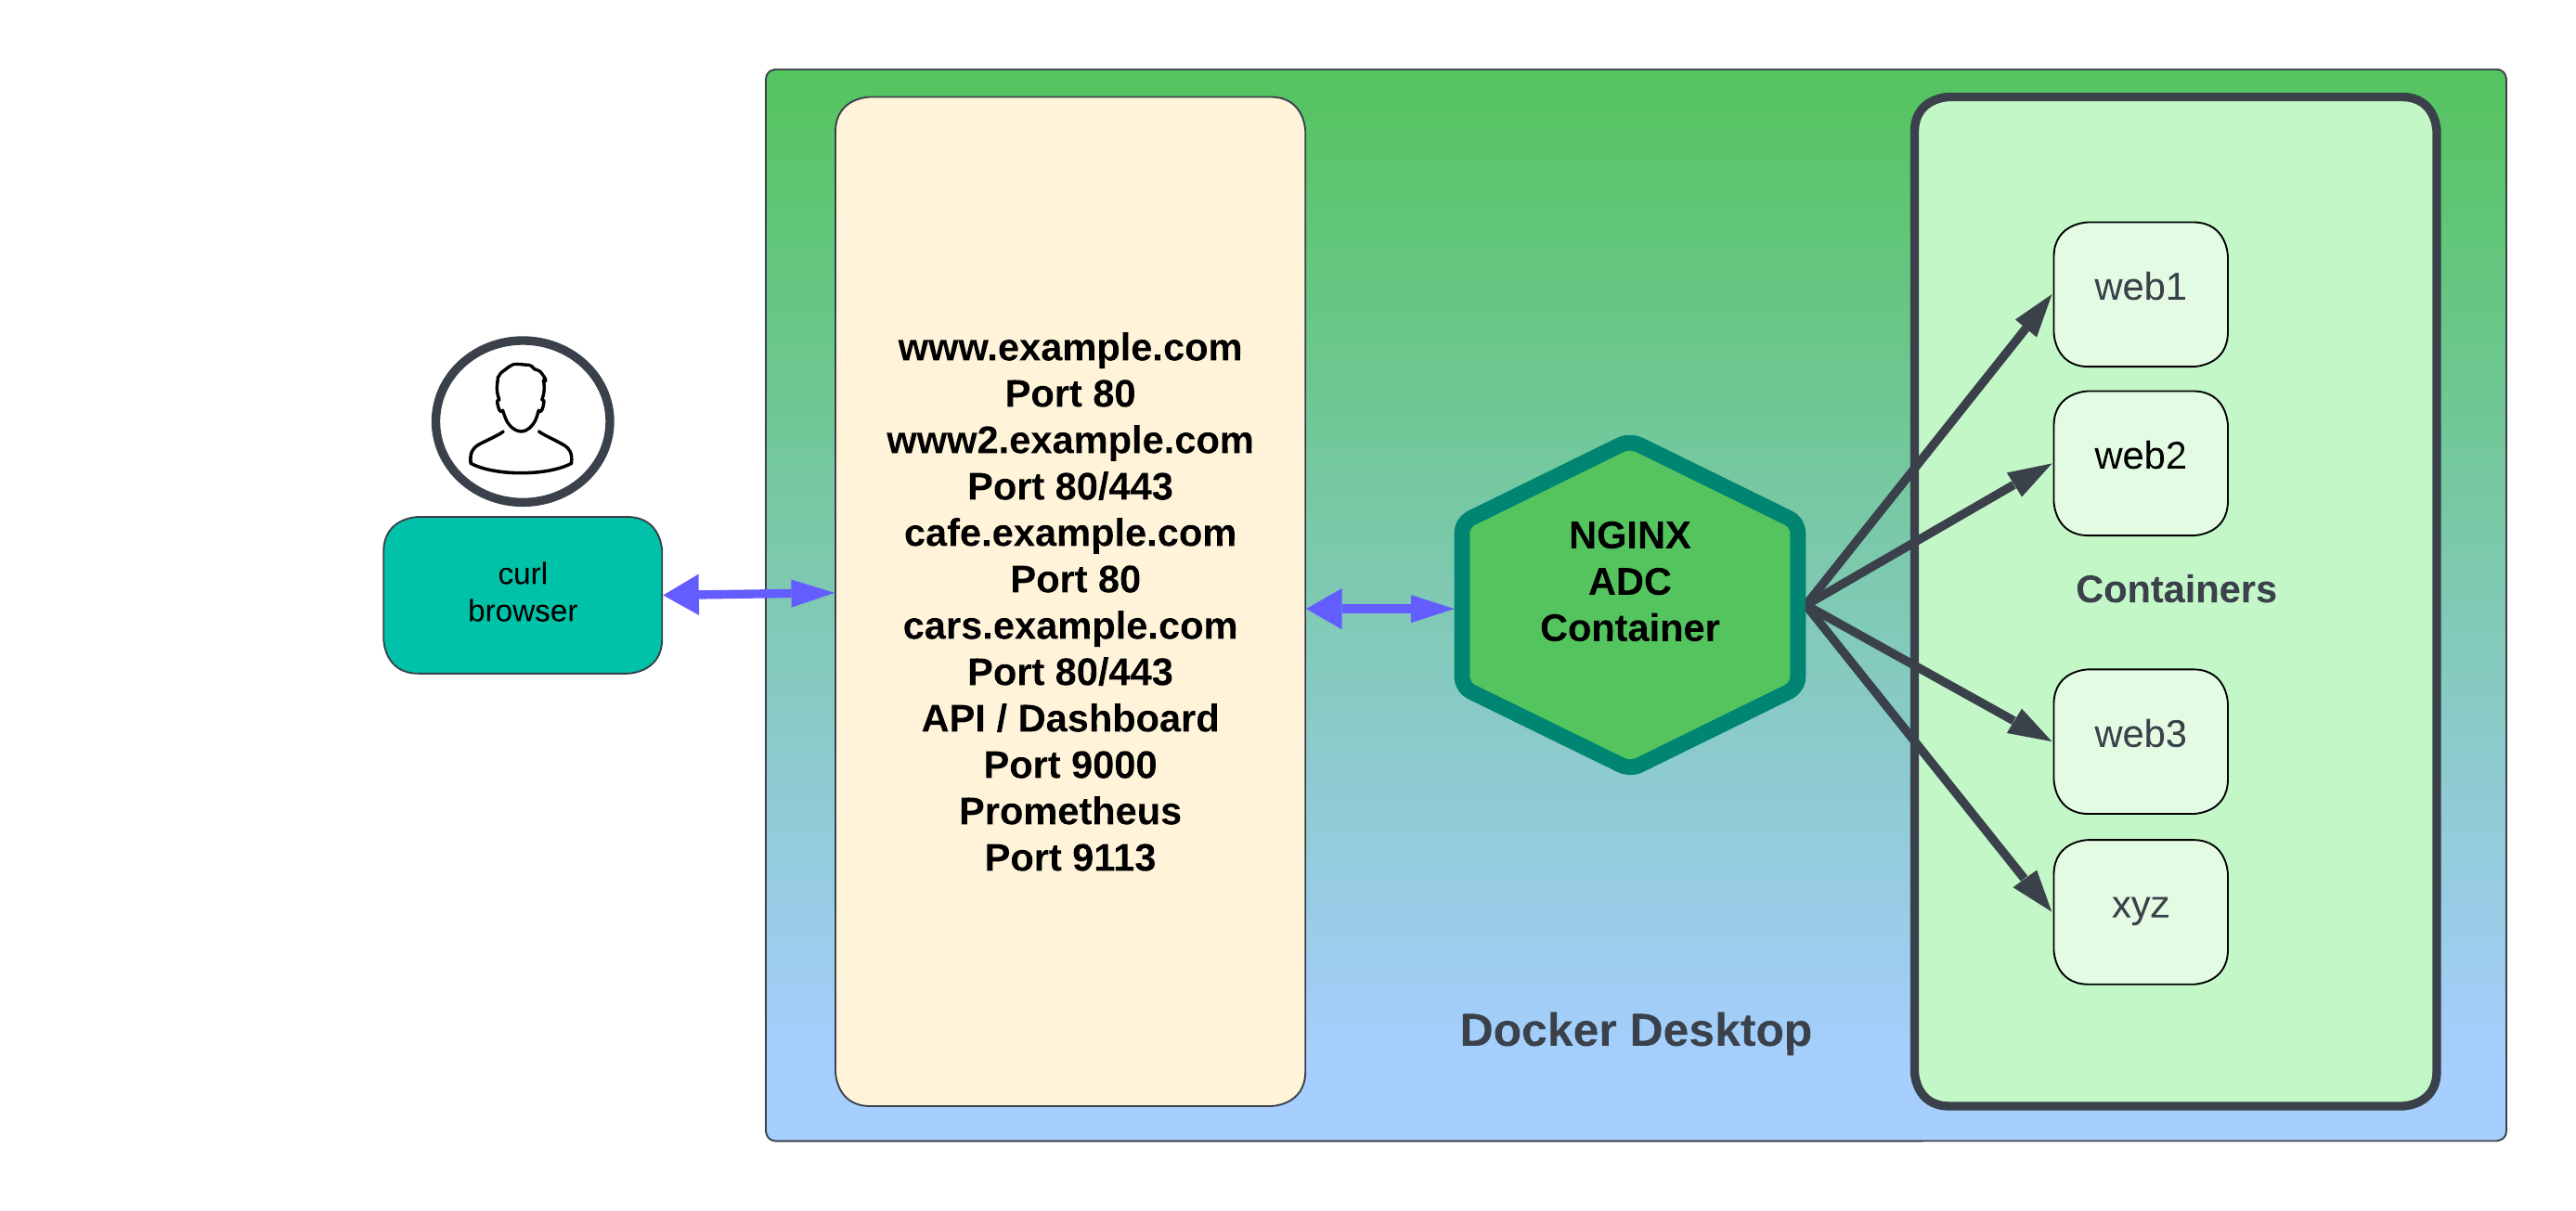 curl
browser
www.example.com
Port 80
www2.example.com
Port 80/443
cafe.example.com
Port 80
cars.example.com
Port 80/443
API / Dashboard
Port 9000
Prometheus
Port 9113
NGINX
ADC
Container
Docker Desktop
web1
web2
Containers
web3
xyz